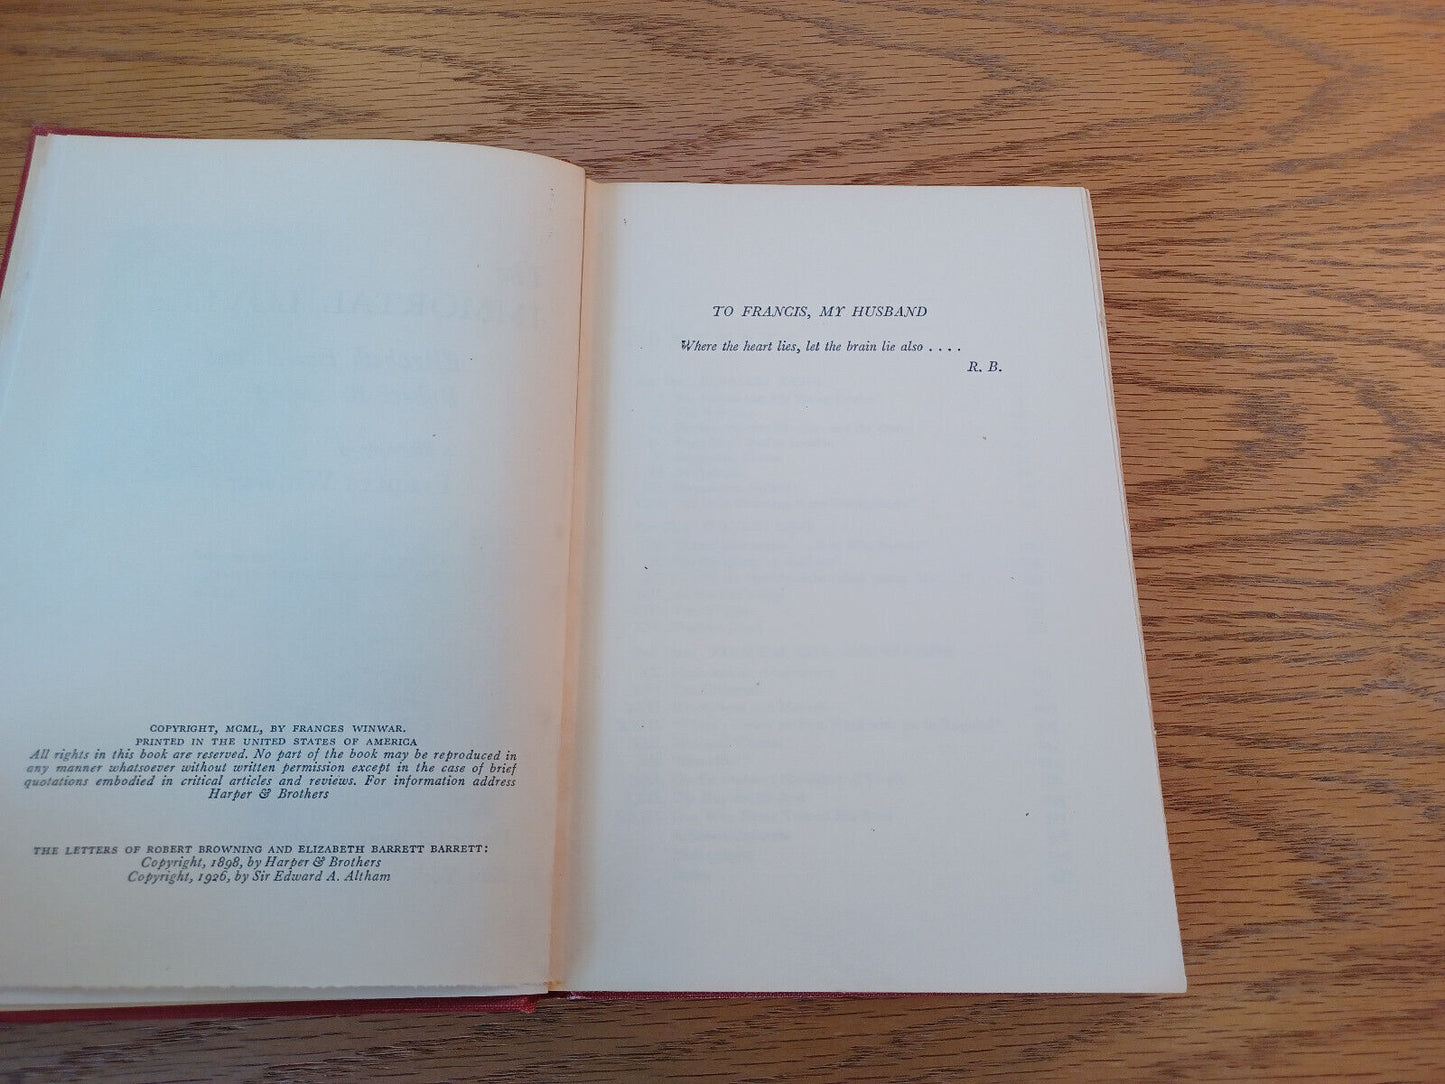 COPYRIGHT, MCML, BY FRANCES WINWAR.
PRINTED IN THE UNITED STATES OF AMERICA
All rights in this book are reserved. No part of the book may be reproduced in
any manner whatsoever without written permission except in the case of brief
quotations embodied in critical articles and reviews. For information address
Harper & Brothers
THE LETTERS OF ROBERT BROWNING AND ELIZABETH BARRETT BARRETT:
Copyright, 1898, by Harper & Brothers
Copyright, 1926, by Sir Edward A. Altham
TO FRANCIS, MY HUSBAND
Where the heart lies, let the brain lie also . . . .
R. B.